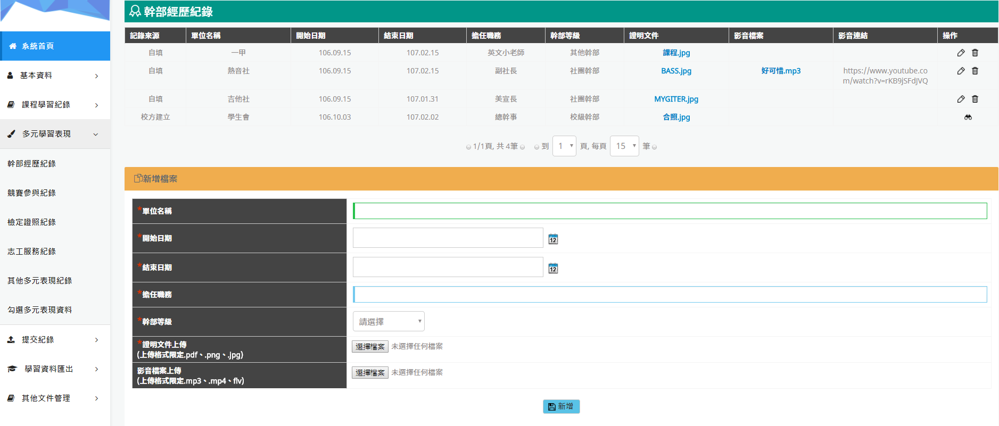 幹部經歷紀錄
系統首頁
基本資料
課程學習紀錄
多元學習表現
幹部經歷紀錄
競賽參與紀錄
檢定證照紀錄
志工服務紀錄
其他多元表現紀錄
勾選多元表現資料
提交紀錄
學習資料匯出
其他文件管理
記錄來源 單位名稱 開始日期 結束日期 擔任職務 幹部等級 證明文件 影音檔案 影音連結 操作
自填 一甲 106.09.15 107.02.15 英文小老師 其他幹部 課程.jpg
自填 熱音社 106.09.15 107.02.15 副社長 社團幹部 BASS.jpg 好可惜.mp3 https://www.youtube.co
m/watch?v=rKB9jSFdJVQ
自填 吉他社 106.09.15 107.01.31 美宣長 社團幹部 MYGITER.jpg
校方建立 學生會 106.10.03 107.02.02 總幹事 校級幹部 合照.jpg
1/1頁, 共 4筆 到 1 頁, 每頁 15 筆
新增檔案
*單位名稱
*開始日期 12
*結束日期 12
*擔任職務
*幹部等級 請選擇
*證明文件上傳
(上傳格式限定.pdf、.png、.jpg) 選擇檔案 未選擇任何檔案
影音檔案上傳
(上傳格式限定.mp3、.mp4、flv) 選擇檔案 未選擇任何檔案
新增